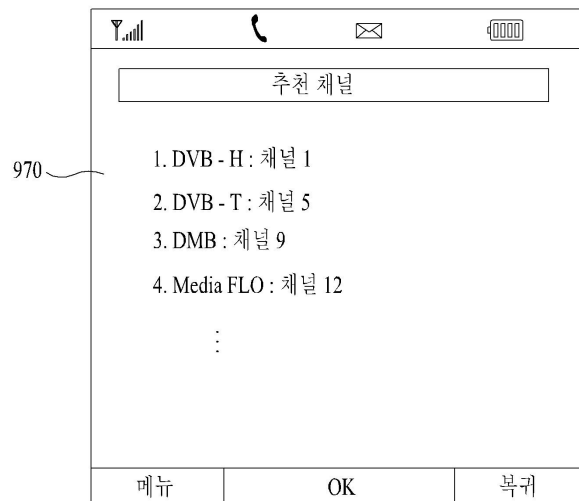 추천 채널
970
1. DVB - H : 채널 1
2. DVB - T : 채널 5
3. DMB : 채널 9
4. Media FLO : 채널 12
⋮
메뉴 OK 복귀